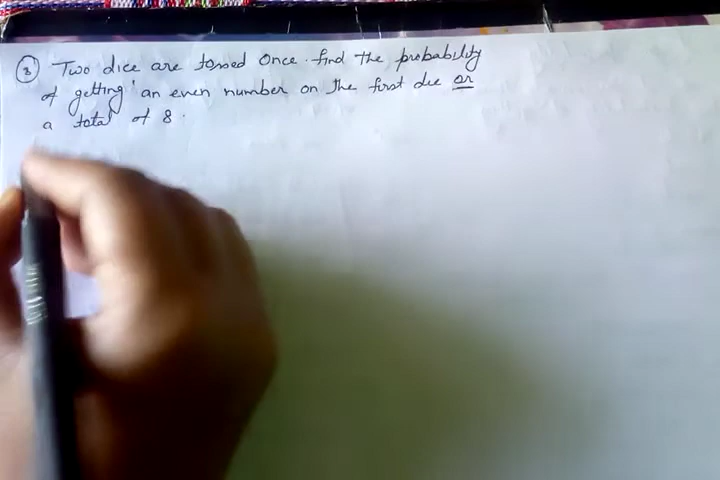 ③ Two dice are tossed once. find the probability
of getting an even number on the first die or
a total of 8.